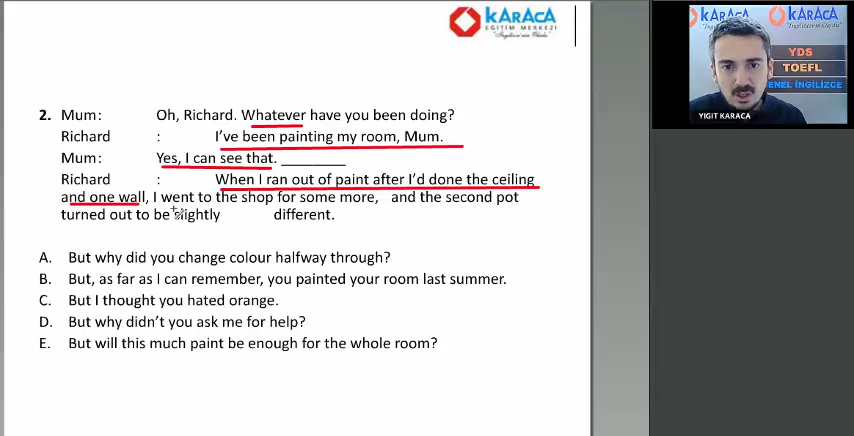 KARACA
EĞİTİM MERKEZİ
2. Mum: Oh, Richard. Whatever have you been doing?
Richard : I've been painting my room, Mum.
Mum: Yes, I can see that. ________
Richard : When I ran out of paint after I'd done the ceiling
and one wall, I went to the shop for some more, and the second pot
turned out to be slightly different.
A. But why did you change colour halfway through?
B. But, as far as I can remember, you painted your room last summer.
C. But I thought you hated orange.
D. But why didn't you ask me for help?
E. But will this much paint be enough for the whole room?
KARACA
KARACA
YDS
TOEFL
ENEL İNGİLİZCE
YIGIT KARACA